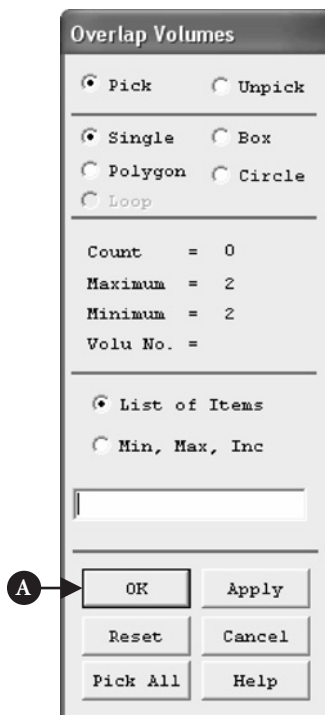 Overlap Volumes
Pick Unpick
Single Box
Polygon Circle
Loop
Count = 0
Maximum = 2
Minimum = 2
Volu No. =
List of Items
Min, Max, Inc
A OK Apply
Reset Cancel
Pick All Help